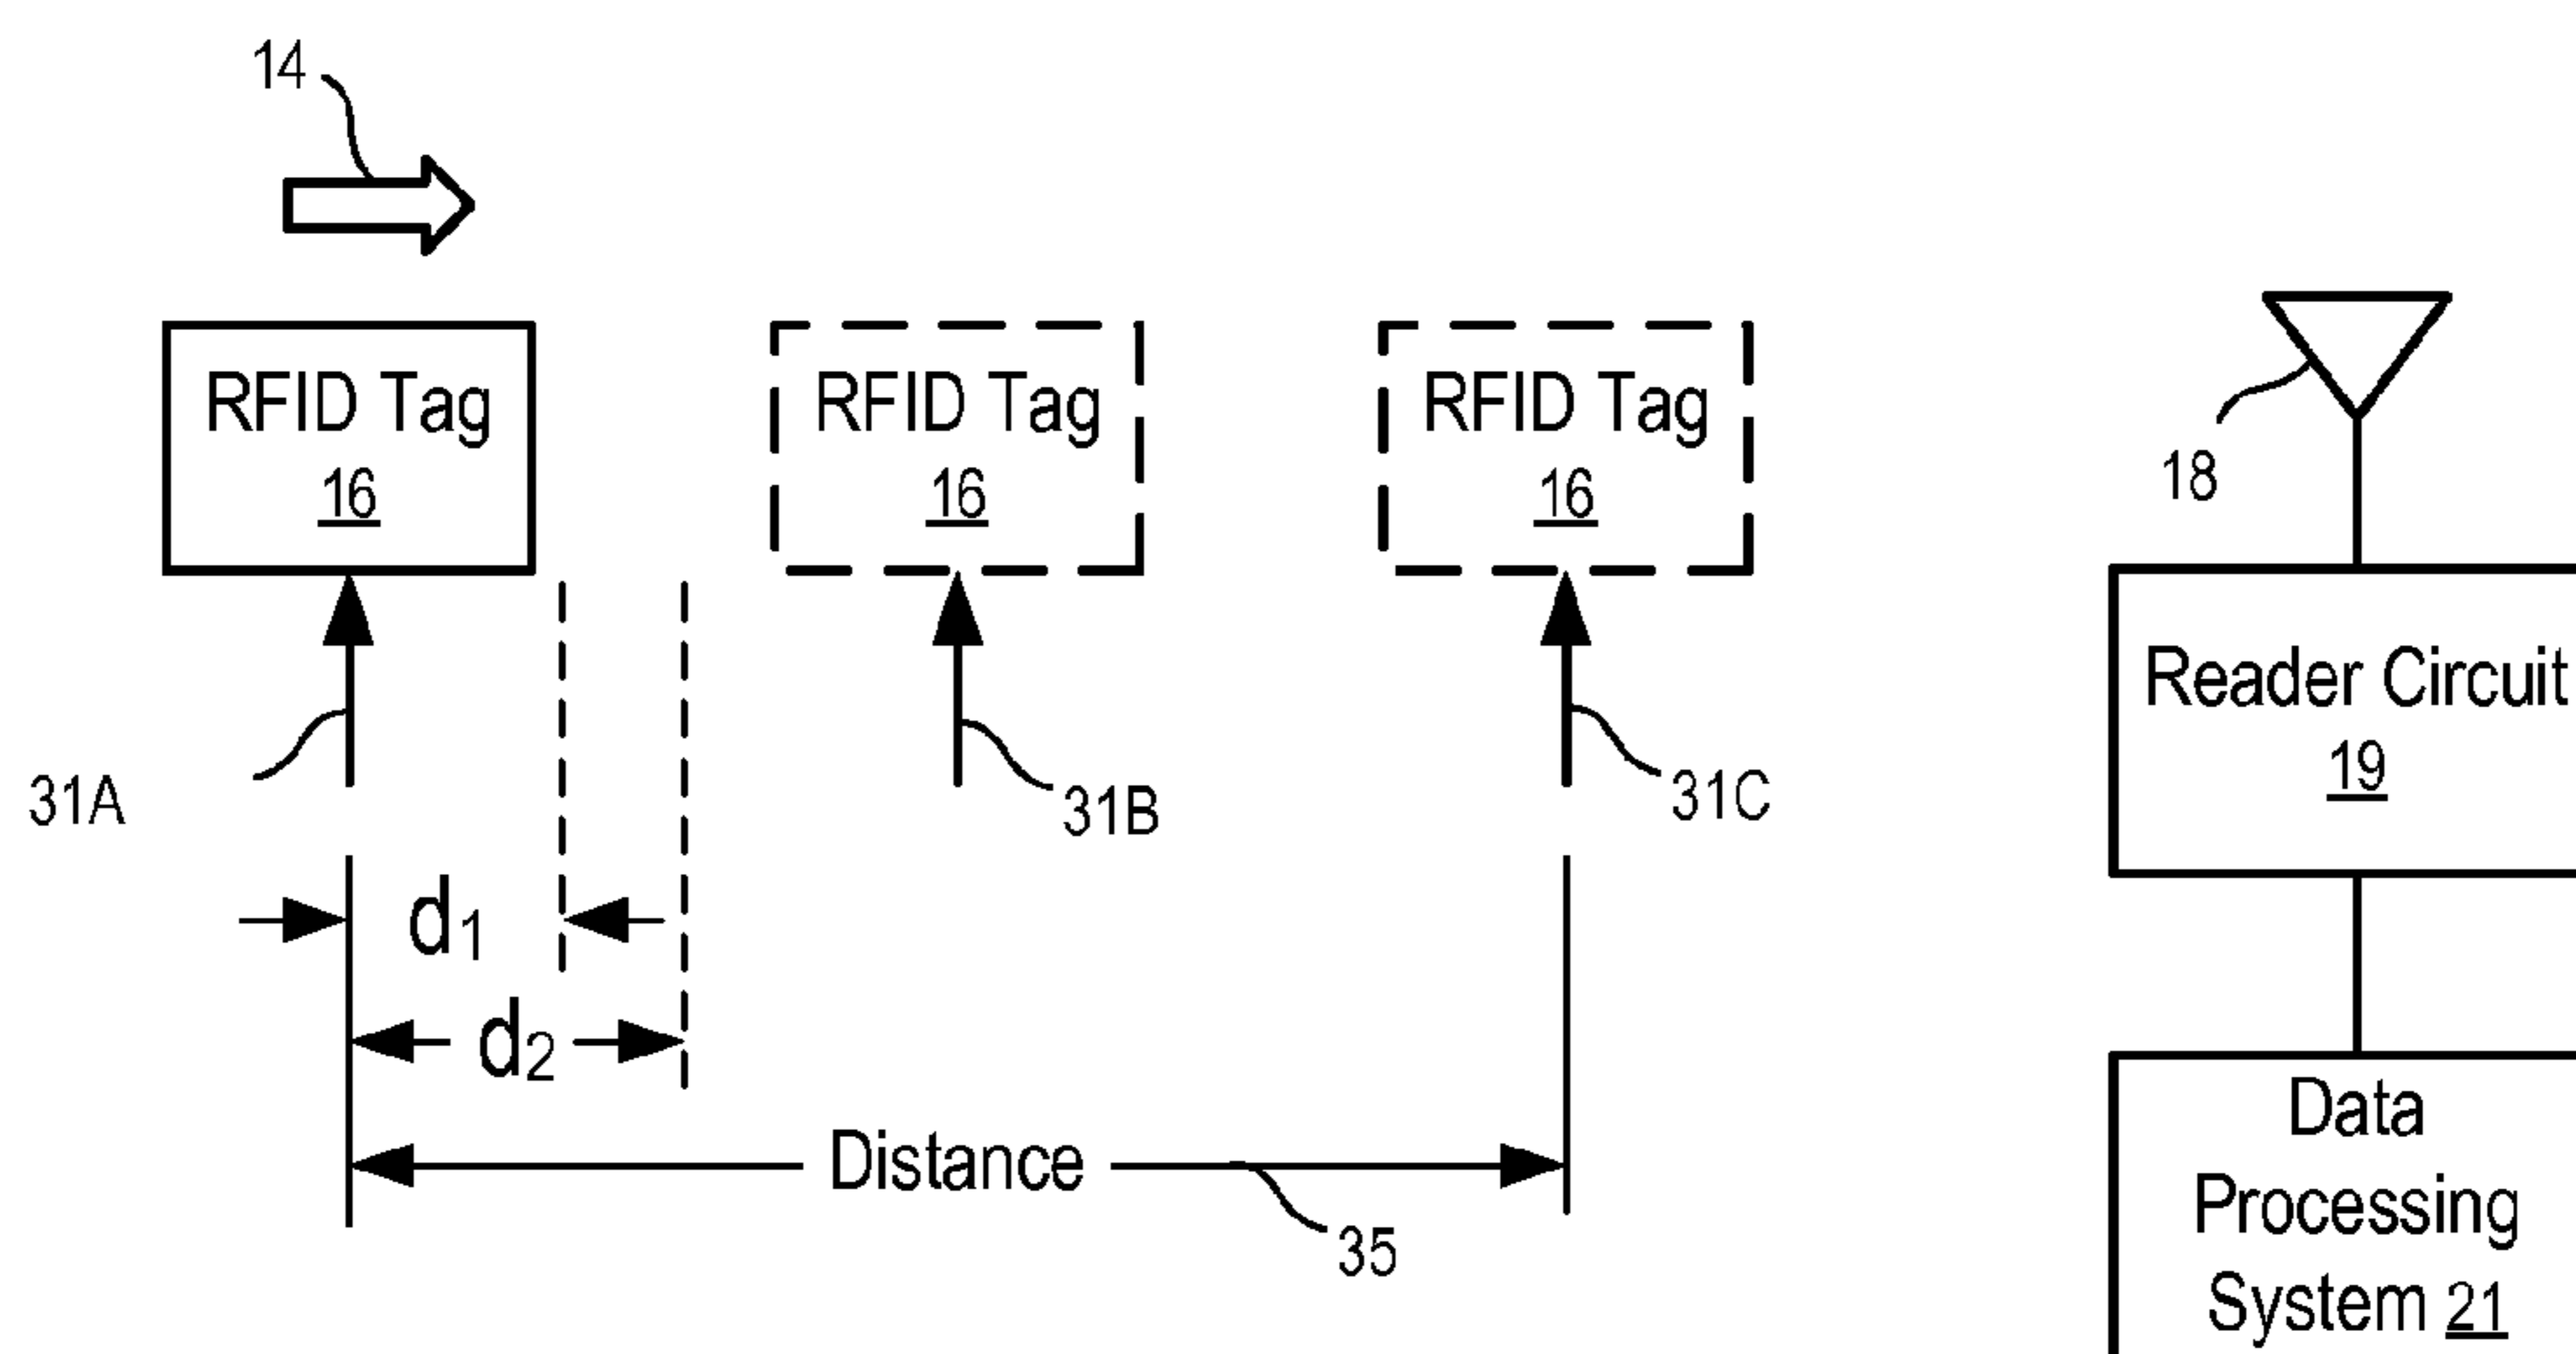 14
RFID Tag
16
RFID Tag
16
RFID Tag
16
18
Reader Circuit
19
31A
31B
31C
d1
d2
Distance
35
Data
Processing
System 21